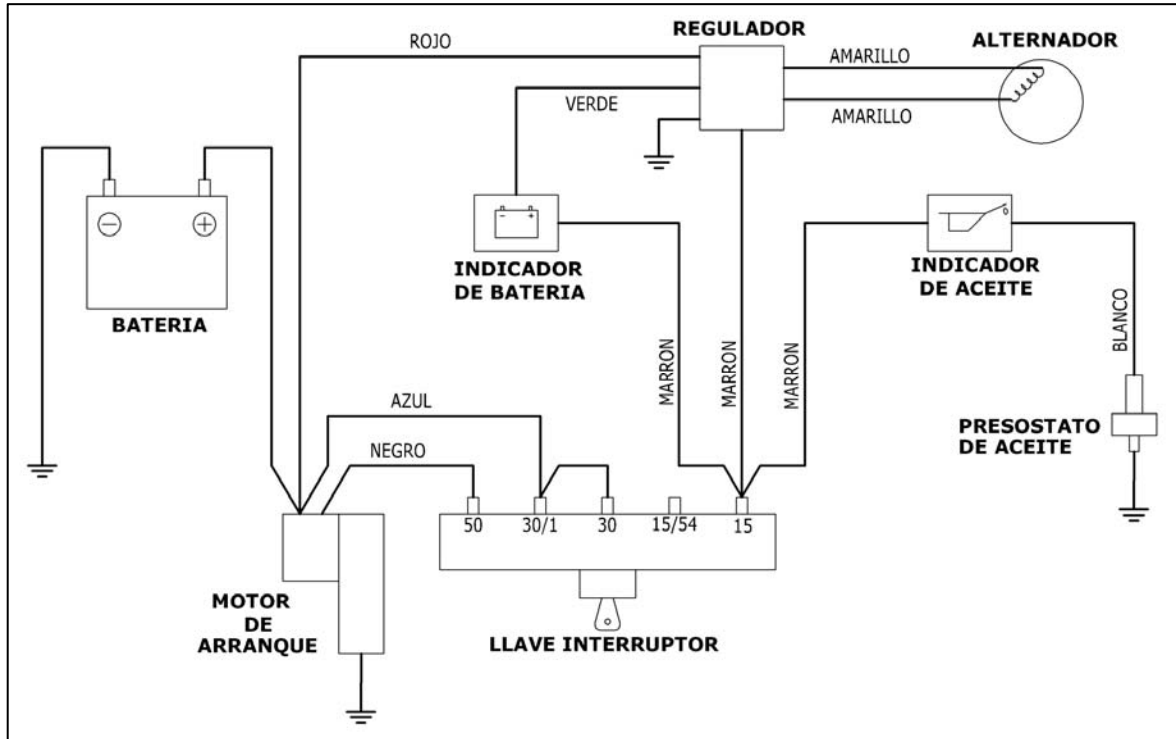 REGULADOR
ROJO
ALTERNADOR
AMARILLO
VERDE
AMARILLO
INDICADOR
DE BATERIA
INDICADOR
DE ACEITE
BATERIA
MARRON
MARRON
MARRON
BLANCO
AZUL
NEGRO
PRESOSTATO
DE ACEITE
50
30/1
30
15/54
15
MOTOR
DE
ARRANQUE
LLAVE INTERRUPTOR